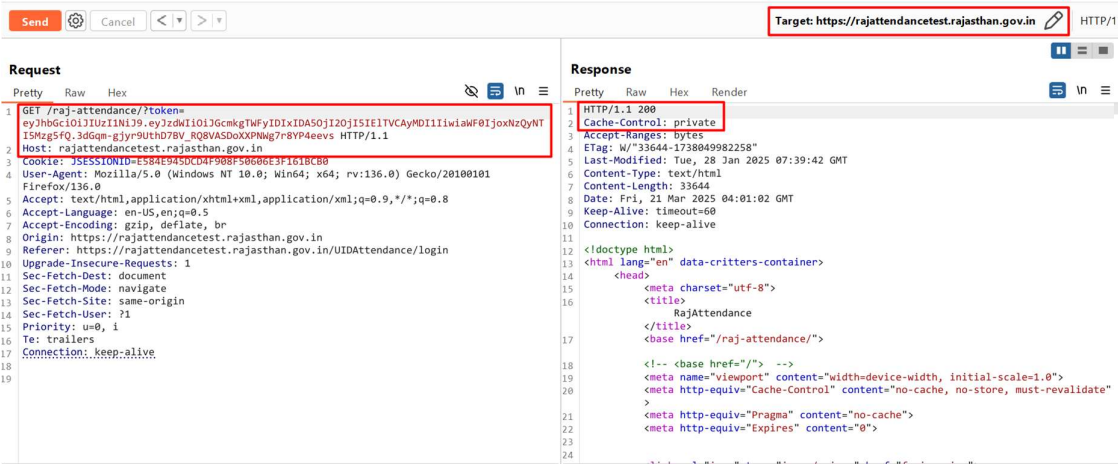 Send Cancel < > Target: https://rajattendancetest.rajasthan.gov.in HTTP/1
Request
Pretty Raw Hex \n
1 GET /raj-attendance/?token=
eyJhbGciOiJIUzI1NiJ9.eyJzdWIiOiJGcmkgTWFyIDIxIDA5OjI2OjI5IElTVCAyMDI1IiwiaWF0IjoxNzQyNT
I5Mzg5fQ.3dGqm-gjyr9UthD7BV_RQ8VASDoXXPNWg7r8YP4eevs HTTP/1.1
2 Host: rajattendancetest.rajasthan.gov.in
3 Cookie: JSESSIONID=E584E945DCD4F908F50606E3F161BCB0
4 User-Agent: Mozilla/5.0 (Windows NT 10.0; Win64; x64; rv:136.0) Gecko/20100101
Firefox/136.0
5 Accept: text/html,application/xhtml+xml,application/xml;q=0.9,*/*;q=0.8
6 Accept-Language: en-US,en;q=0.5
7 Accept-Encoding: gzip, deflate, br
8 Origin: https://rajattendancetest.rajasthan.gov.in
9 Referer: https://rajattendancetest.rajasthan.gov.in/UIDAttendance/login
10 Upgrade-Insecure-Requests: 1
11 Sec-Fetch-Dest: document
12 Sec-Fetch-Mode: navigate
13 Sec-Fetch-Site: same-origin
14 Sec-Fetch-User: ?1
15 Priority: u=0, i
16 Te: trailers
17 Connection: keep-alive
18
19
Response
Pretty Raw Hex Render \n
1 HTTP/1.1 200
2 Cache-Control: private
3 Accept-Ranges: bytes
4 ETag: W/"33644-1738049982258"
5 Last-Modified: Tue, 28 Jan 2025 07:39:42 GMT
6 Content-Type: text/html
7 Content-Length: 33644
8 Date: Fri, 21 Mar 2025 04:01:02 GMT
9 Keep-Alive: timeout=60
10 Connection: keep-alive
11
12 <!doctype html>
13 <html lang="en" data-critters-container>
14 <head>
15 <meta charset="utf-8">
16 <title>
RajAttendance
</title>
17 <base href="/raj-attendance/">
18 <!-- <base href="/"> -->
19 <meta name="viewport" content="width=device-width, initial-scale=1.0">
20 <meta http-equiv="Cache-Control" content="no-cache, no-store, must-revalidate"
>
21 <meta http-equiv="Pragma" content="no-cache">
22 <meta http-equiv="Expires" content="0">
23
24